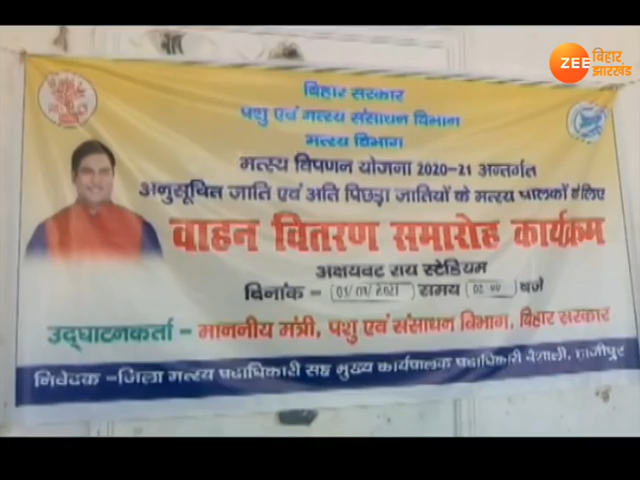 ZEE बिहार
झारखंड
बिहार सरकार
पशु एवं मत्स्य संसाधन विभाग
मत्स्य विभाग
मत्स्य विपणन योजना 2020-21 अन्तर्गत
अनुसूचित जाति एवं अति पिछड़ा जातियों के मत्स्य पालकों के लिए
वाहन वितरण समारोह कार्यक्रम
अक्षयवट राय स्टेडियम
दिनांक - समय बजे
उद्घाटनकर्ता - माननीय मंत्री, पशु एवं संसाधन विभाग, बिहार सरकार
निवेदक -जिला मत्स्य पदाधिकारी सह मुख्य कार्यपालक पदाधिकारी वैशाली, हाजीपुर